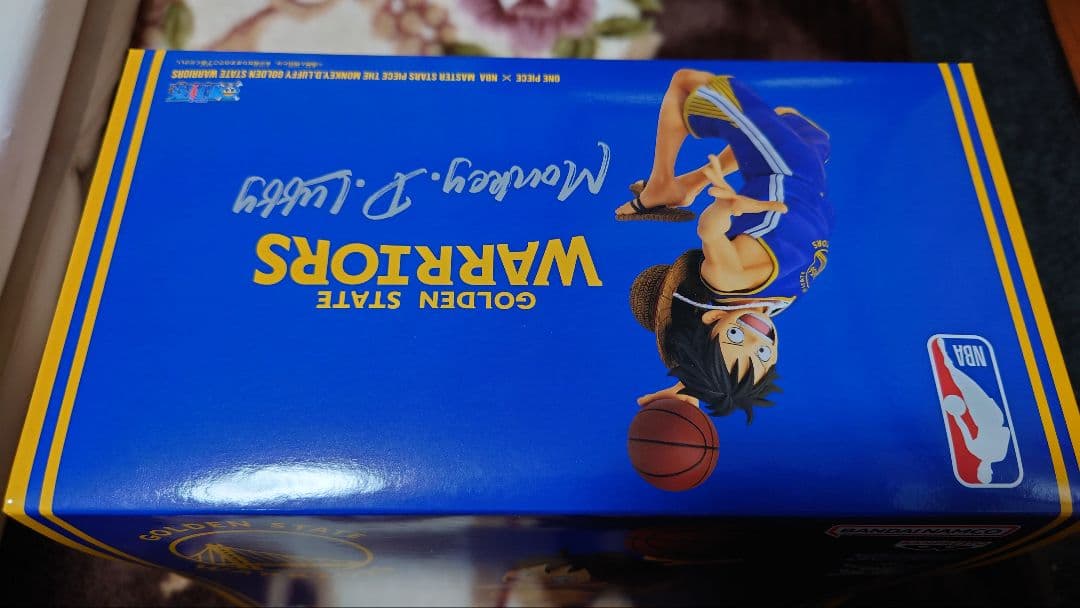 NBA
GOLDEN STATE
WARRIORS
Monkey.D.Luffy
ONE PIECE × NBA MASTER STARS PIECE THE MONKEY.D.LUFFY GOLDEN STATE WARRIORS
GOLDEN STATE
BANDAI NAMCO